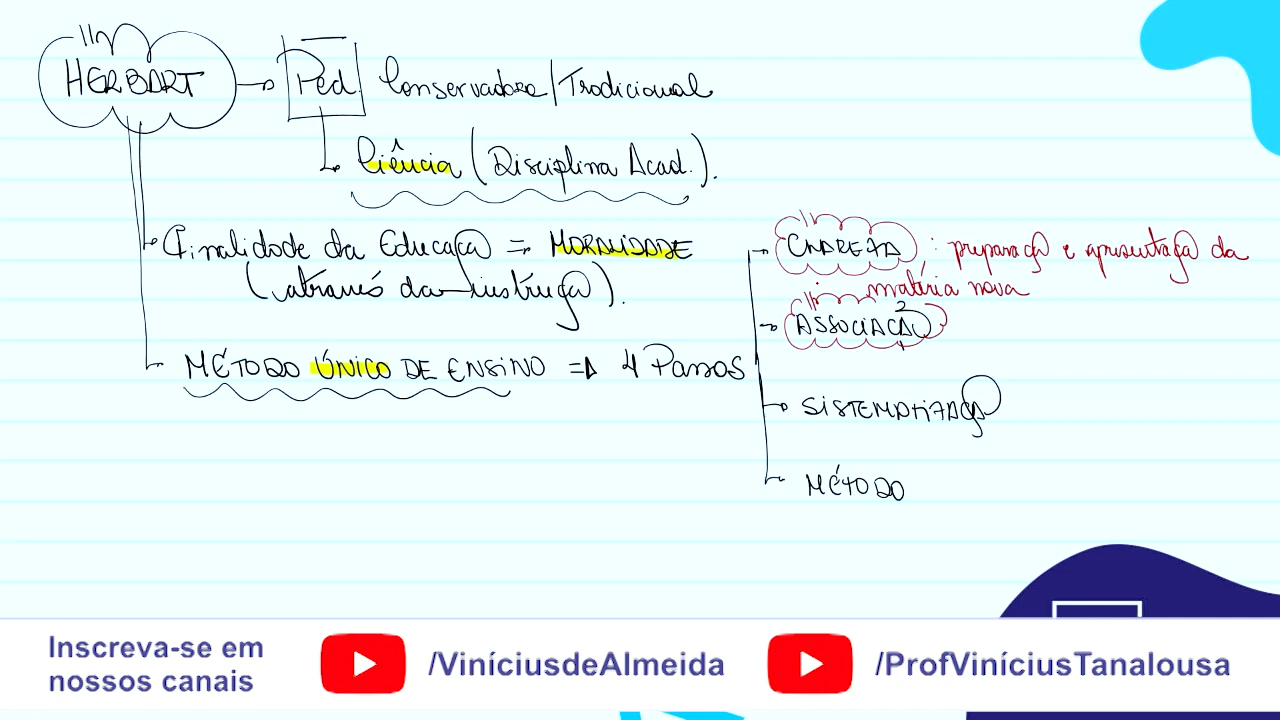 HERBART → Ped. Conservadora/Tradicional
Ciência (Disciplina Acad.).
Finalidade da Educação ⇒ MORALIDADE
(através da instrução).
MÉTODO ÚNICO DE ENSINO ⇒ 4 Passos
CLAREZA : preparação e apresentação da
matéria nova
ASSOCIAÇÃO
SISTEMATIZAÇÃO
MÉTODO
Inscreva-se em
nossos canais
/ViníciusdeAlmeida
/ProfViníciusTanalousa